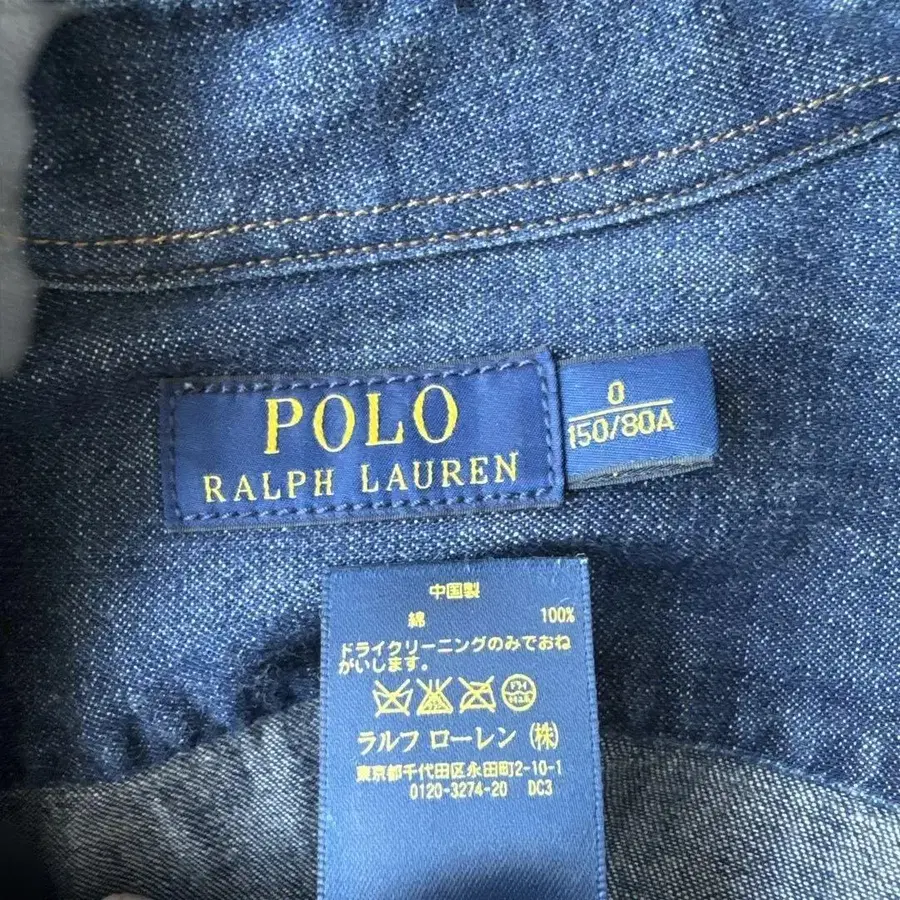 POLO
RALPH LAUREN
0
150/80A
中国製
綿 100%
ドライクリーニングのみでおね
がいします。
ラルフ ローレン (株)
東京都千代田区永田町2-10-1
0120-3274-20 DC3